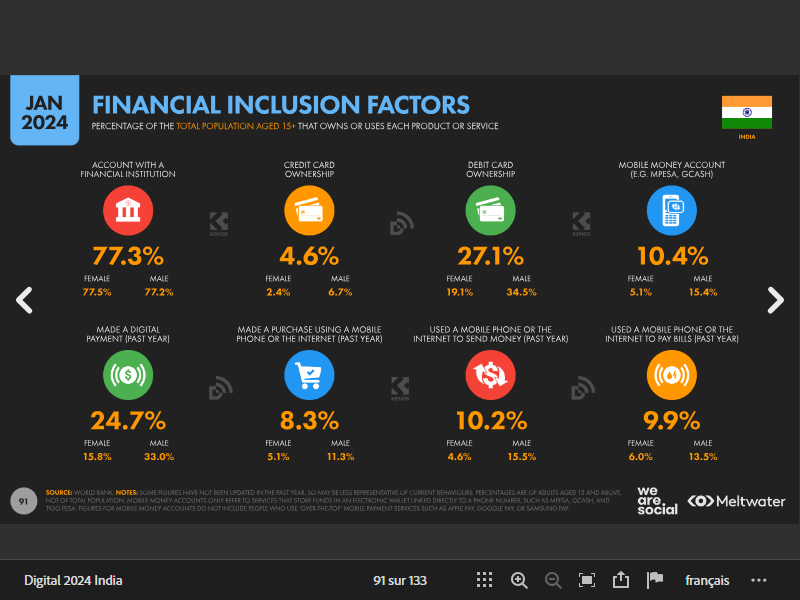 JAN
2024
FINANCIAL INCLUSION FACTORS
PERCENTAGE OF THE TOTAL POPULATION AGED 15+ THAT OWNS OR USES EACH PRODUCT OR SERVICE
INDIA
ACCOUNT WITH A
FINANCIAL INSTITUTION
CREDIT CARD
OWNERSHIP
DEBIT CARD
OWNERSHIP
MOBILE MONEY ACCOUNT
(E.G. MPESA, GCASH)
KEPIOS
KEPIOS
77.3%
4.6%
27.1%
10.4%
FEMALE MALE FEMALE MALE FEMALE MALE FEMALE MALE
77.5% 77.2% 2.4% 6.7% 19.1% 34.5% 5.1% 15.4%
MADE A DIGITAL
PAYMENT (PAST YEAR)
MADE A PURCHASE USING A MOBILE
PHONE OR THE INTERNET (PAST YEAR)
USED A MOBILE PHONE OR THE
INTERNET TO SEND MONEY (PAST YEAR)
USED A MOBILE PHONE OR THE
INTERNET TO PAY BILLS (PAST YEAR)
KEPIOS
24.7%
8.3%
10.2%
9.9%
FEMALE MALE FEMALE MALE FEMALE MALE FEMALE MALE
15.8% 33.0% 5.1% 11.3% 4.6% 15.5% 6.0% 13.5%
91
SOURCE: WORLD BANK. NOTES: SOME FIGURES HAVE NOT BEEN UPDATED IN THE PAST YEAR, SO MAY BE LESS REPRESENTATIVE OF CURRENT BEHAVIOURS. PERCENTAGES ARE OF ADULTS AGED 15 AND ABOVE,
NOT OF TOTAL POPULATION. MOBILE MONEY ACCOUNTS ONLY REFER TO SERVICES THAT STORE FUNDS IN AN ELECTRONIC WALLET LINKED DIRECTLY TO A PHONE NUMBER, SUCH AS MPESA, GCASH, AND
TIGO PESA. FIGURES FOR MOBILE MONEY ACCOUNTS DO NOT INCLUDE PEOPLE WHO USE 'OVER-THE-TOP' MOBILE PAYMENT SERVICES SUCH AS APPLE PAY, GOOGLE PAY, OR SAMSUNG PAY.
we
are.
social
Meltwater
Digital 2024 India
91 sur 133
français